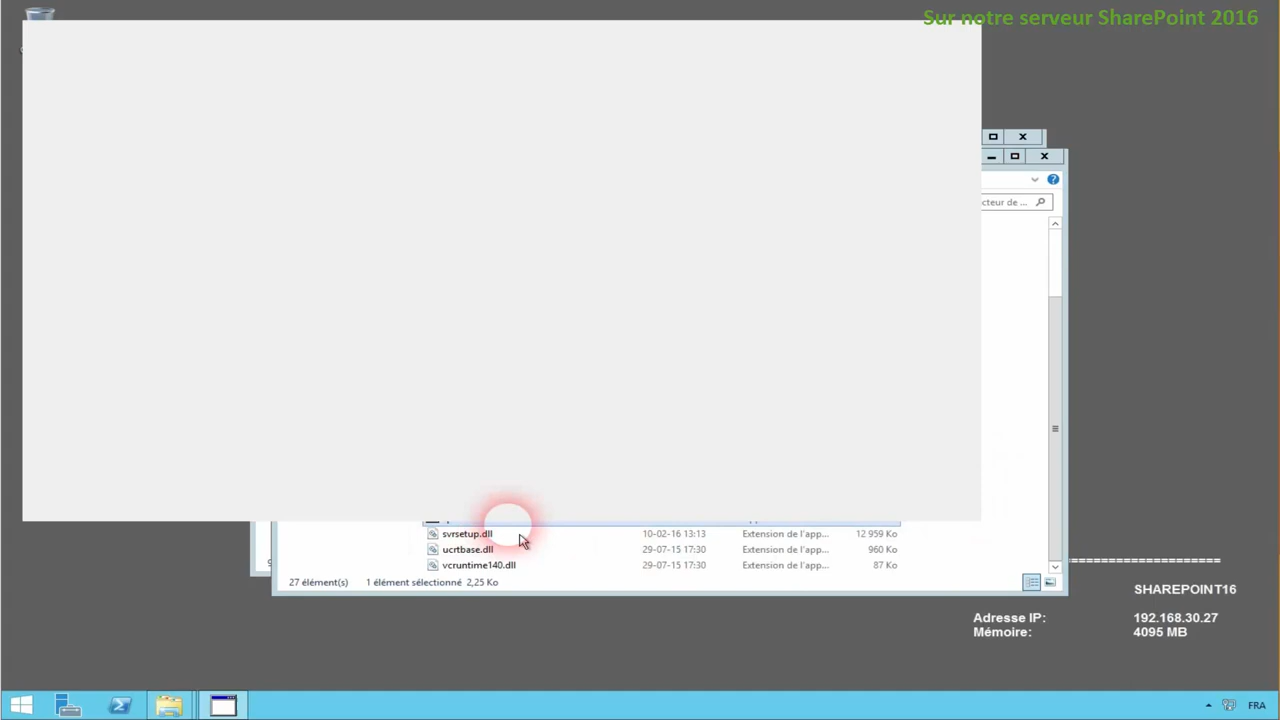 Sur notre serveur SharePoint 2016
cteur de ...
svrsetup.dll 10-02-16 13:13 Extension de l'app... 12 959 Ko
ucrtbase.dll 29-07-15 17:30 Extension de l'app... 960 Ko
vcruntime140.dll 29-07-15 17:30 Extension de l'app... 87 Ko
27 élément(s) 1 élément sélectionné 2,25 Ko
SHAREPOINT16
Adresse IP: 192.168.30.27
Mémoire: 4095 MB
FRA